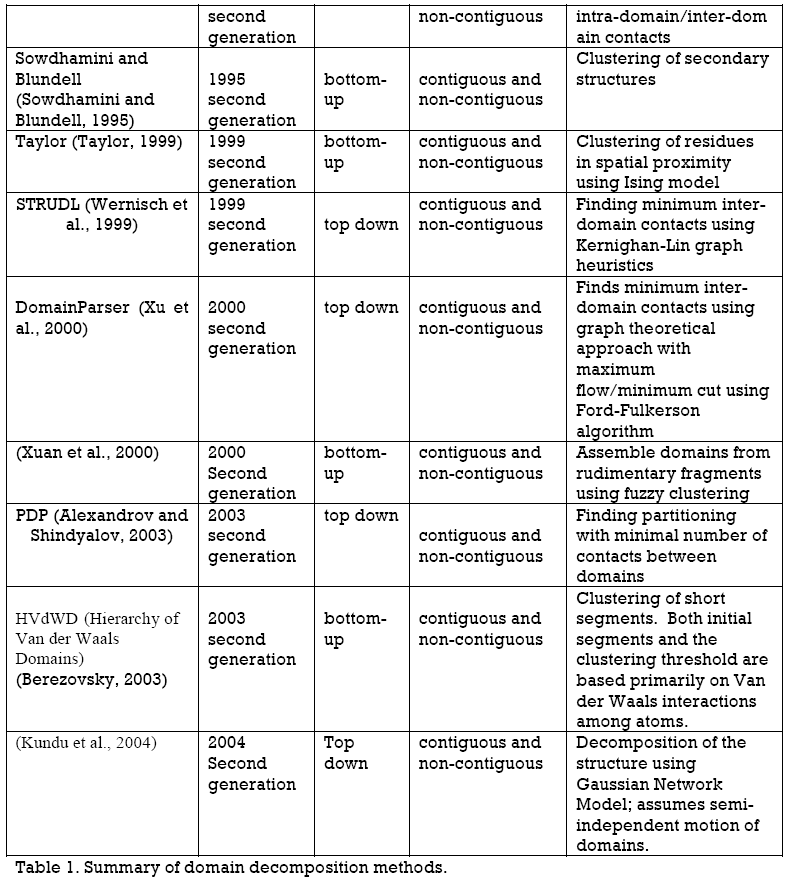 second
generation
non-contiguous
intra-domain/inter-dom
ain contacts
Sowdhamini and
Blundell
(Sowdhamini and
Blundell, 1995)
1995
second
generation
bottom-
up
contiguous and
non-contiguous
Clustering of secondary
structures
Taylor (Taylor, 1999)
1999
second
generation
bottom-
up
contiguous and
non-contiguous
Clustering of residues
in spatial proximity
using Ising model
STRUDL (Wernisch et
al., 1999)
1999
second
generation
top down
contiguous and
non-contiguous
Finding minimum inter-
domain contacts using
Kernighan-Lin graph
heuristics
DomainParser (Xu et
al., 2000)
2000
second
generation
top down
contiguous and
non-contiguous
Finds minimum inter-
domain contacts using
graph theoretical
approach with
maximum
flow/minimum cut using
Ford-Fulkerson
algorithm
(Xuan et al., 2000)
2000
Second
generation
bottom-
up
contiguous and
non-contiguous
Assemble domains from
rudimentary fragments
using fuzzy clustering
PDP (Alexandrov and
Shindyalov, 2003)
2003
second
generation
top down
contiguous and
non-contiguous
Finding partitioning
with minimal number of
contacts between
domains
HVdWD (Hierarchy of
Van der Waals
Domains)
(Berezovsky, 2003)
2003
second
generation
bottom-
up
contiguous and
non-contiguous
Clustering of short
segments. Both initial
segments and the
clustering threshold are
based primarily on Van
der Waals interactions
among atoms.
(Kundu et al., 2004)
2004
Second
generation
Top
down
contiguous and
non-contiguous
Decomposition of the
structure using
Gaussian Network
Model; assumes semi-
independent motion of
domains.
Table 1. Summary of domain decomposition methods.